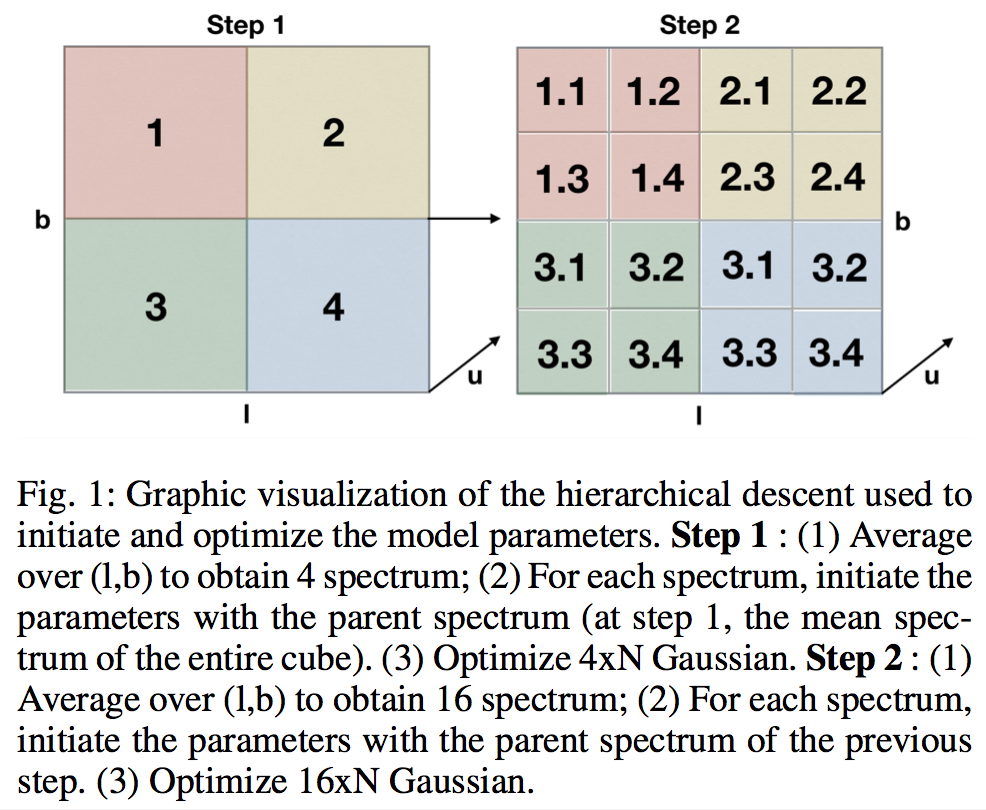 Step 1
Step 2
1
2
3
4
b
l
u
1.1 1.2 2.1 2.2
1.3 1.4 2.3 2.4
3.1 3.2 3.1 3.2
3.3 3.4 3.3 3.4
b
l
u
Fig. 1: Graphic visualization of the hierarchical descent used to
initiate and optimize the model parameters. Step 1 : (1) Average
over (l,b) to obtain 4 spectrum; (2) For each spectrum, initiate the
parameters with the parent spectrum (at step 1, the mean spec-
trum of the entire cube). (3) Optimize 4xN Gaussian. Step 2 : (1)
Average over (l,b) to obtain 16 spectrum; (2) For each spectrum,
initiate the parameters with the parent spectrum of the previous
step. (3) Optimize 16xN Gaussian.